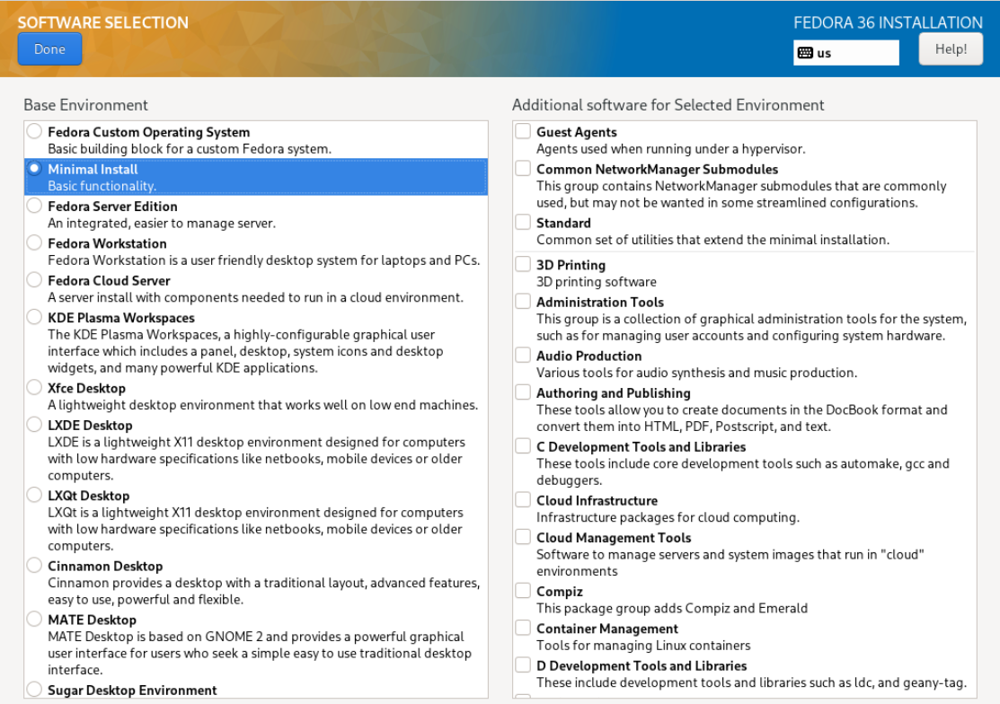 SOFTWARE SELECTION
FEDORA 36 INSTALLATION
Done
us
Help!
Base Environment
Fedora Custom Operating System
Basic building block for a custom Fedora system.
Minimal Install
Basic functionality.
Fedora Server Edition
An integrated, easier to manage server.
Fedora Workstation
Fedora Workstation is a user friendly desktop system for laptops and PCs.
Fedora Cloud Server
A server install with components needed to run in a cloud environment.
KDE Plasma Workspaces
The KDE Plasma Workspaces, a highly-configurable graphical user
interface which includes a panel, desktop, system icons and desktop
widgets, and many powerful KDE applications.
Xfce Desktop
A lightweight desktop environment that works well on low end machines.
LXDE Desktop
LXDE is a lightweight X11 desktop environment designed for computers
with low hardware specifications like netbooks, mobile devices or older
computers.
LXQt Desktop
LXQt is a lightweight X11 desktop environment designed for computers
with low hardware specifications like netbooks, mobile devices or older
computers.
Cinnamon Desktop
Cinnamon provides a desktop with a traditional layout, advanced features,
easy to use, powerful and flexible.
MATE Desktop
MATE Desktop is based on GNOME 2 and provides a powerful graphical
user interface for users who seek a simple easy to use traditional desktop
interface.
Sugar Desktop Environment
Additional software for Selected Environment
Guest Agents
Agents used when running under a hypervisor.
Common NetworkManager Submodules
This group contains NetworkManager submodules that are commonly
used, but may not be wanted in some streamlined configurations.
Standard
Common set of utilities that extend the minimal installation.
3D Printing
3D printing software
Administration Tools
This group is a collection of graphical administration tools for the system,
such as for managing user accounts and configuring system hardware.
Audio Production
Various tools for audio synthesis and music production.
Authoring and Publishing
These tools allow you to create documents in the DocBook format and
convert them into HTML, PDF, Postscript, and text.
C Development Tools and Libraries
These tools include core development tools such as automake, gcc and
debuggers.
Cloud Infrastructure
Infrastructure packages for cloud computing.
Cloud Management Tools
Software to manage servers and system images that run in "cloud"
environments
Compiz
This package group adds Compiz and Emerald
Container Management
Tools for managing Linux containers
D Development Tools and Libraries
These include development tools and libraries such as ldc, and geany-tag.